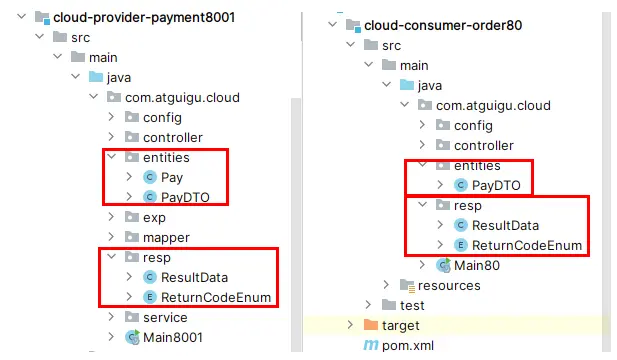 cloud-provider-payment8001
src
main
java
com.atguigu.cloud
config
controller
entities
Pay
PayDTO
exp
mapper
resp
ResultData
ReturnCodeEnum
service
Main8001
cloud-consumer-order80
src
main
java
com.atguigu.cloud
config
controller
entities
PayDTO
resp
ResultData
ReturnCodeEnum
Main80
resources
test
target
pom.xml